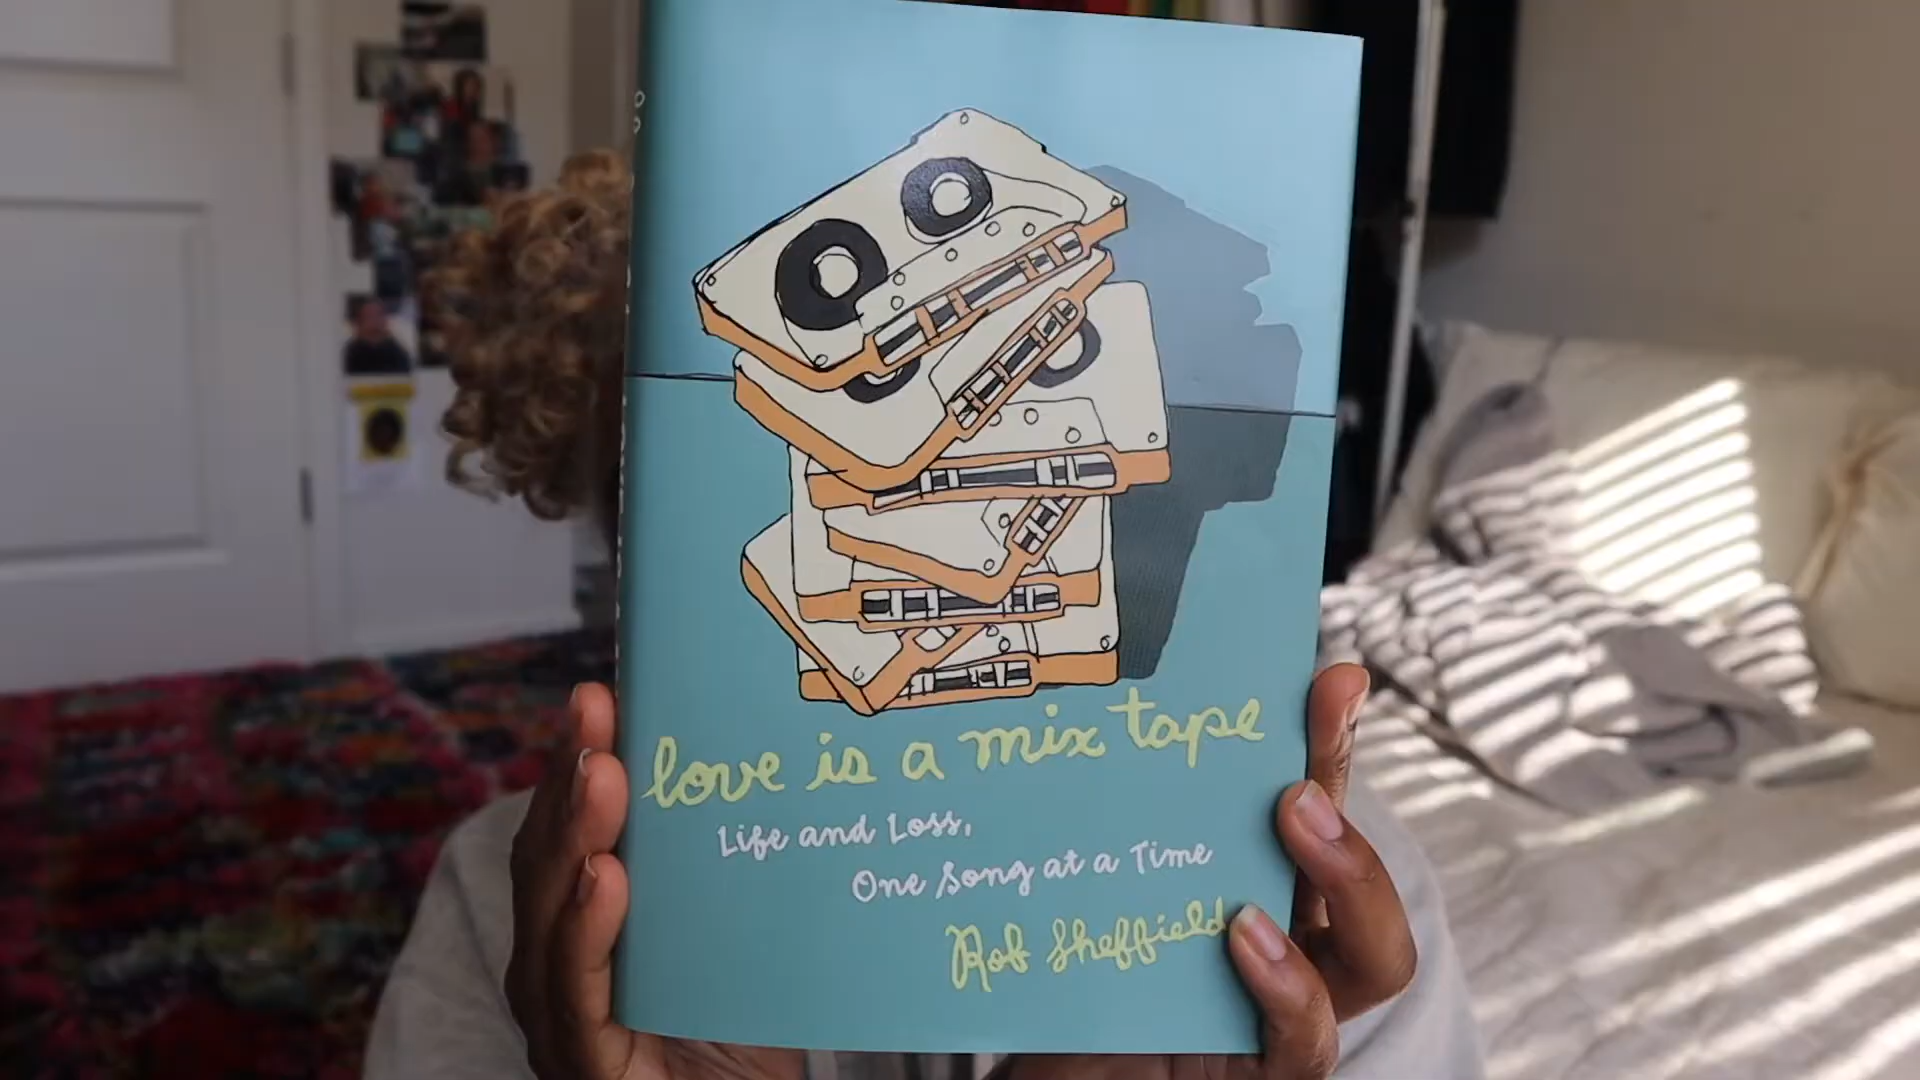 love is a mix tape
Life and Loss,
One Song at a Time
Rob Sheffield